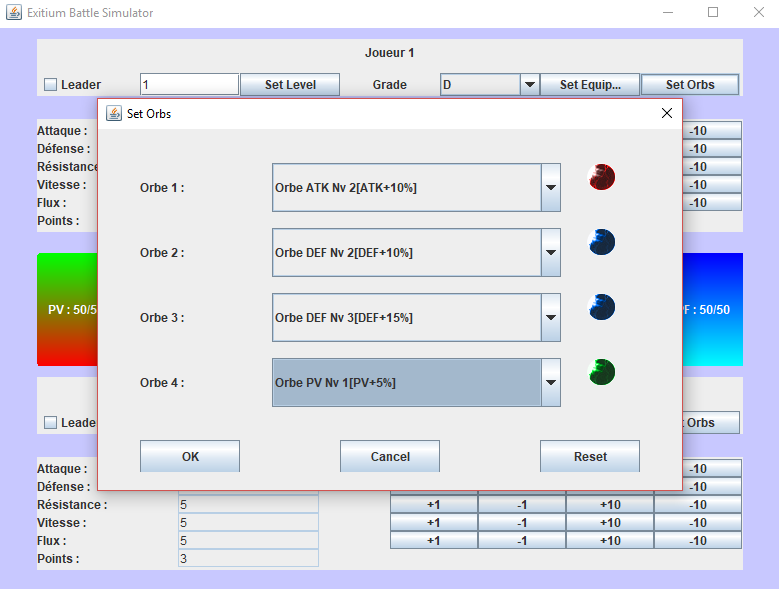 Exitium Battle Simulator
Joueur 1
Leader 1 Set Level Grade D Set Equip... Set Orbs
Set Orbs
Attaque : -10
Défense : -10
Résistance -10
Vitesse : -10
Flux : -10
Points :
Orbe 1 : Orbe ATK Nv 2[ATK+10%]
Orbe 2 : Orbe DEF Nv 2[DEF+10%]
PV : 50/5 PF : 50/50
Orbe 3 : Orbe DEF Nv 3[DEF+15%]
Orbe 4 : Orbe PV Nv 1[PV+5%]
Leade Orbs
OK Cancel Reset
Attaque : -10
Défense : -10
Résistance : 5 +1 -1 +10 -10
Vitesse : 5 +1 -1 +10 -10
Flux : 5 +1 -1 +10 -10
Points : 3